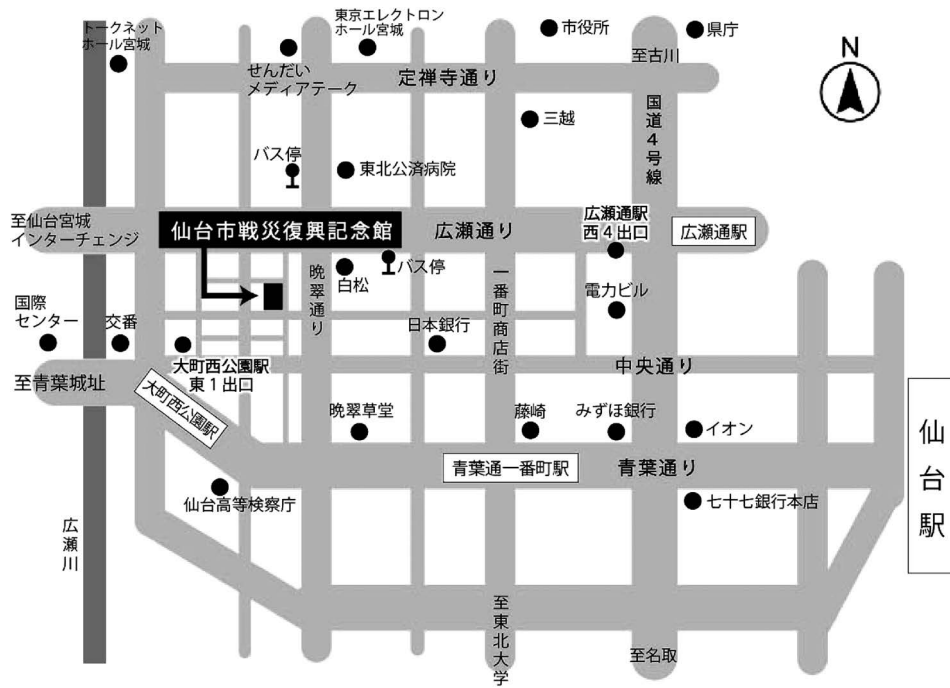 トークネット
ホール宮城
東京エレクトロン
ホール宮城
市役所
県庁
せんだい
メディアテーク
定禅寺通り
至古川
N
国道4号線
三越
バス停
東北公済病院
至仙台宮城
インターチェンジ
仙台市戦災復興記念館
広瀬通り
広瀬通駅
西4出口
広瀬通駅
晩翠通り
白松
バス停
一番町商店街
電力ビル
国際
センター
交番
日本銀行
大町西公園駅
東1出口
中央通り
至青葉城址
大町西公園駅
晩翠草堂
藤崎
みずほ銀行
イオン
仙台駅
青葉通一番町駅
青葉通り
仙台高等検察庁
七十七銀行本店
広瀬川
至東北大学
至名取